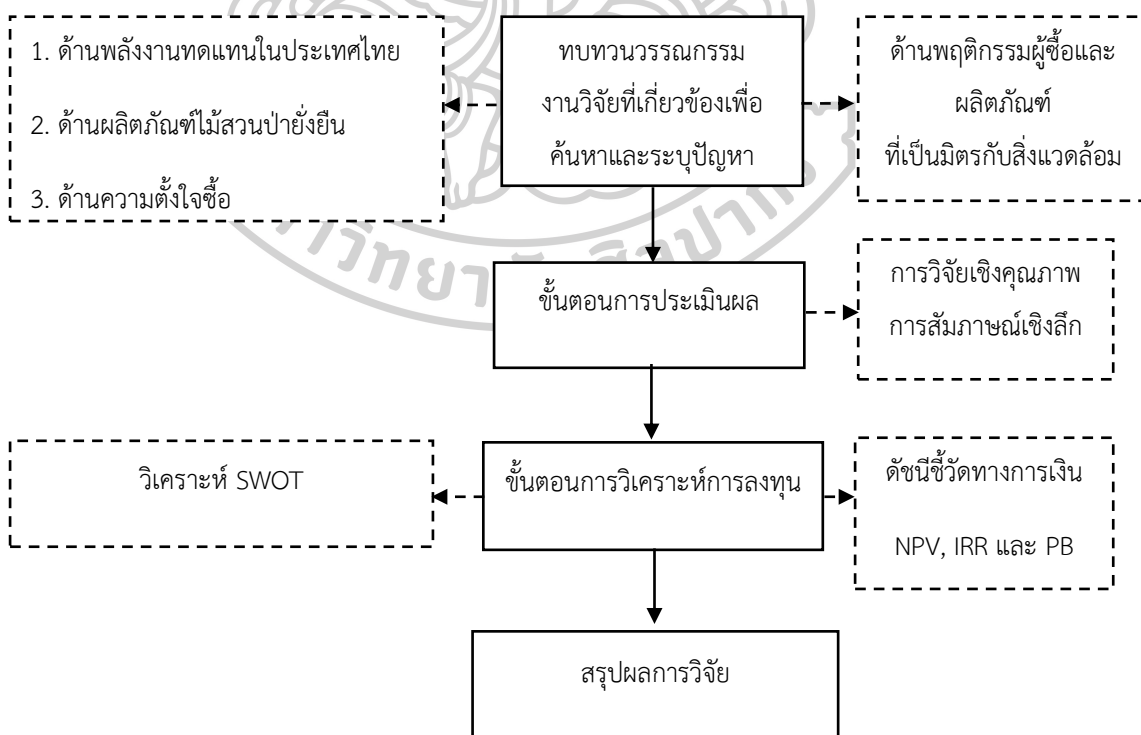 1. ด้านพลังงานทดแทนในประเทศไทย
2. ด้านผลิตภัณฑ์ไม้สวนป่ายั่งยืน
3. ด้านความตั้งใจซื้อ
ทบทวนวรรณกรรม
งานวิจัยที่เกี่ยวข้องเพื่อ
ค้นหาและระบุปัญหา
ด้านพฤติกรรมผู้ซื้อและ
ผลิตภัณฑ์
ที่เป็นมิตรกับสิ่งแวดล้อม
ขั้นตอนการประเมินผล
การวิจัยเชิงคุณภาพ
การสัมภาษณ์เชิงลึก
วิเคราะห์ SWOT
ขั้นตอนการวิเคราะห์การลงทุน
ดัชนีชี้วัดทางการเงิน
NPV, IRR และ PB
สรุปผลการวิจัย